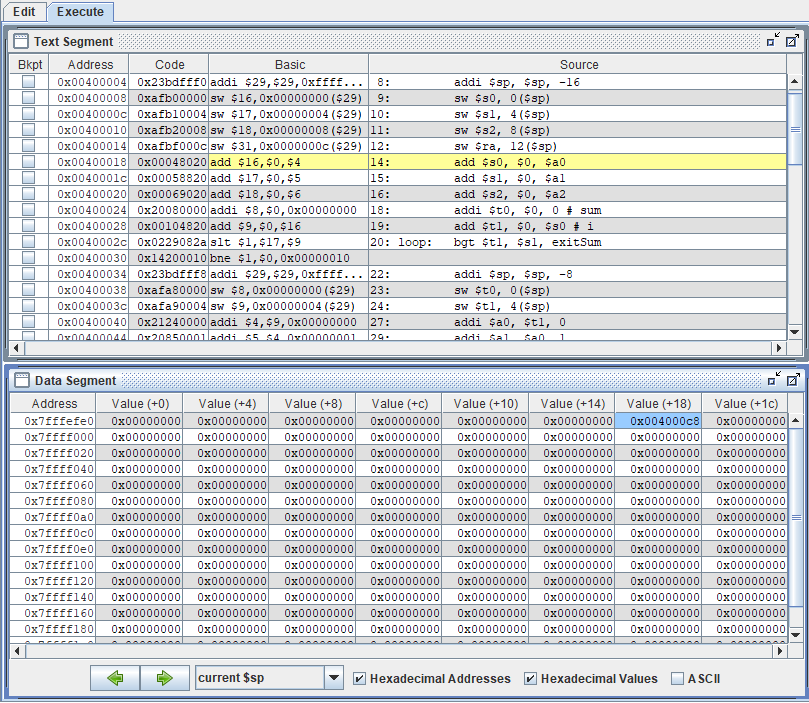 Edit Execute
Text Segment
Bkpt Address Code Basic Source
0x00400004 0x23bdfff0 addi $29,$29,0xffff... 8: addi $sp, $sp, -16
0x00400008 0xafb00000 sw $16,0x00000000($29) 9: sw $s0, 0($sp)
0x0040000c 0xafb10004 sw $17,0x00000004($29) 10: sw $s1, 4($sp)
0x00400010 0xafb20008 sw $18,0x00000008($29) 11: sw $s2, 8($sp)
0x00400014 0xafbf000c sw $31,0x0000000c($29) 12: sw $ra, 12($sp)
0x00400018 0x00048020 add $16,$0,$4 14: add $s0, $0, $a0
0x0040001c 0x00058820 add $17,$0,$5 15: add $s1, $0, $a1
0x00400020 0x00069020 add $18,$0,$6 16: add $s2, $0, $a2
0x00400024 0x20080000 addi $8,$0,0x00000000 18: addi $t0, $0, 0 # sum
0x00400028 0x00104820 add $9,$0,$16 19: add $t1, $0, $s0 # i
0x0040002c 0x0229082a slt $1,$17,$9 20: loop: bgt $t1, $s1, exitSum
0x00400030 0x14200010 bne $1,$0,0x00000010
0x00400034 0x23bdfff8 addi $29,$29,0xffff... 22: addi $sp, $sp, -8
0x00400038 0xafa80000 sw $8,0x00000000($29) 23: sw $t0, 0($sp)
0x0040003c 0xafa90004 sw $9,0x00000004($29) 24: sw $t1, 4($sp)
0x00400040 0x21240000 addi $4,$9,0x00000000 27: addi $a0, $t1, 0
0x00400044 0x20850001 addi $5,$4,0x00000001 29: addi $a1, $a0, 1
Data Segment
Address Value (+0) Value (+4) Value (+8) Value (+c) Value (+10) Value (+14) Value (+18) Value (+1c)
0x7fffefe0 0x00000000 0x00000000 0x00000000 0x00000000 0x00000000 0x00000000 0x004000c8 0x00000000
0x7ffff000 0x00000000 0x00000000 0x00000000 0x00000000 0x00000000 0x00000000 0x00000000 0x00000000
0x7ffff020 0x00000000 0x00000000 0x00000000 0x00000000 0x00000000 0x00000000 0x00000000 0x00000000
0x7ffff040 0x00000000 0x00000000 0x00000000 0x00000000 0x00000000 0x00000000 0x00000000 0x00000000
0x7ffff060 0x00000000 0x00000000 0x00000000 0x00000000 0x00000000 0x00000000 0x00000000 0x00000000
0x7ffff080 0x00000000 0x00000000 0x00000000 0x00000000 0x00000000 0x00000000 0x00000000 0x00000000
0x7ffff0a0 0x00000000 0x00000000 0x00000000 0x00000000 0x00000000 0x00000000 0x00000000 0x00000000
0x7ffff0c0 0x00000000 0x00000000 0x00000000 0x00000000 0x00000000 0x00000000 0x00000000 0x00000000
0x7ffff0e0 0x00000000 0x00000000 0x00000000 0x00000000 0x00000000 0x00000000 0x00000000 0x00000000
0x7ffff100 0x00000000 0x00000000 0x00000000 0x00000000 0x00000000 0x00000000 0x00000000 0x00000000
0x7ffff120 0x00000000 0x00000000 0x00000000 0x00000000 0x00000000 0x00000000 0x00000000 0x00000000
0x7ffff140 0x00000000 0x00000000 0x00000000 0x00000000 0x00000000 0x00000000 0x00000000 0x00000000
0x7ffff160 0x00000000 0x00000000 0x00000000 0x00000000 0x00000000 0x00000000 0x00000000 0x00000000
0x7ffff180 0x00000000 0x00000000 0x00000000 0x00000000 0x00000000 0x00000000 0x00000000 0x00000000
current $sp Hexadecimal Addresses Hexadecimal Values ASCII